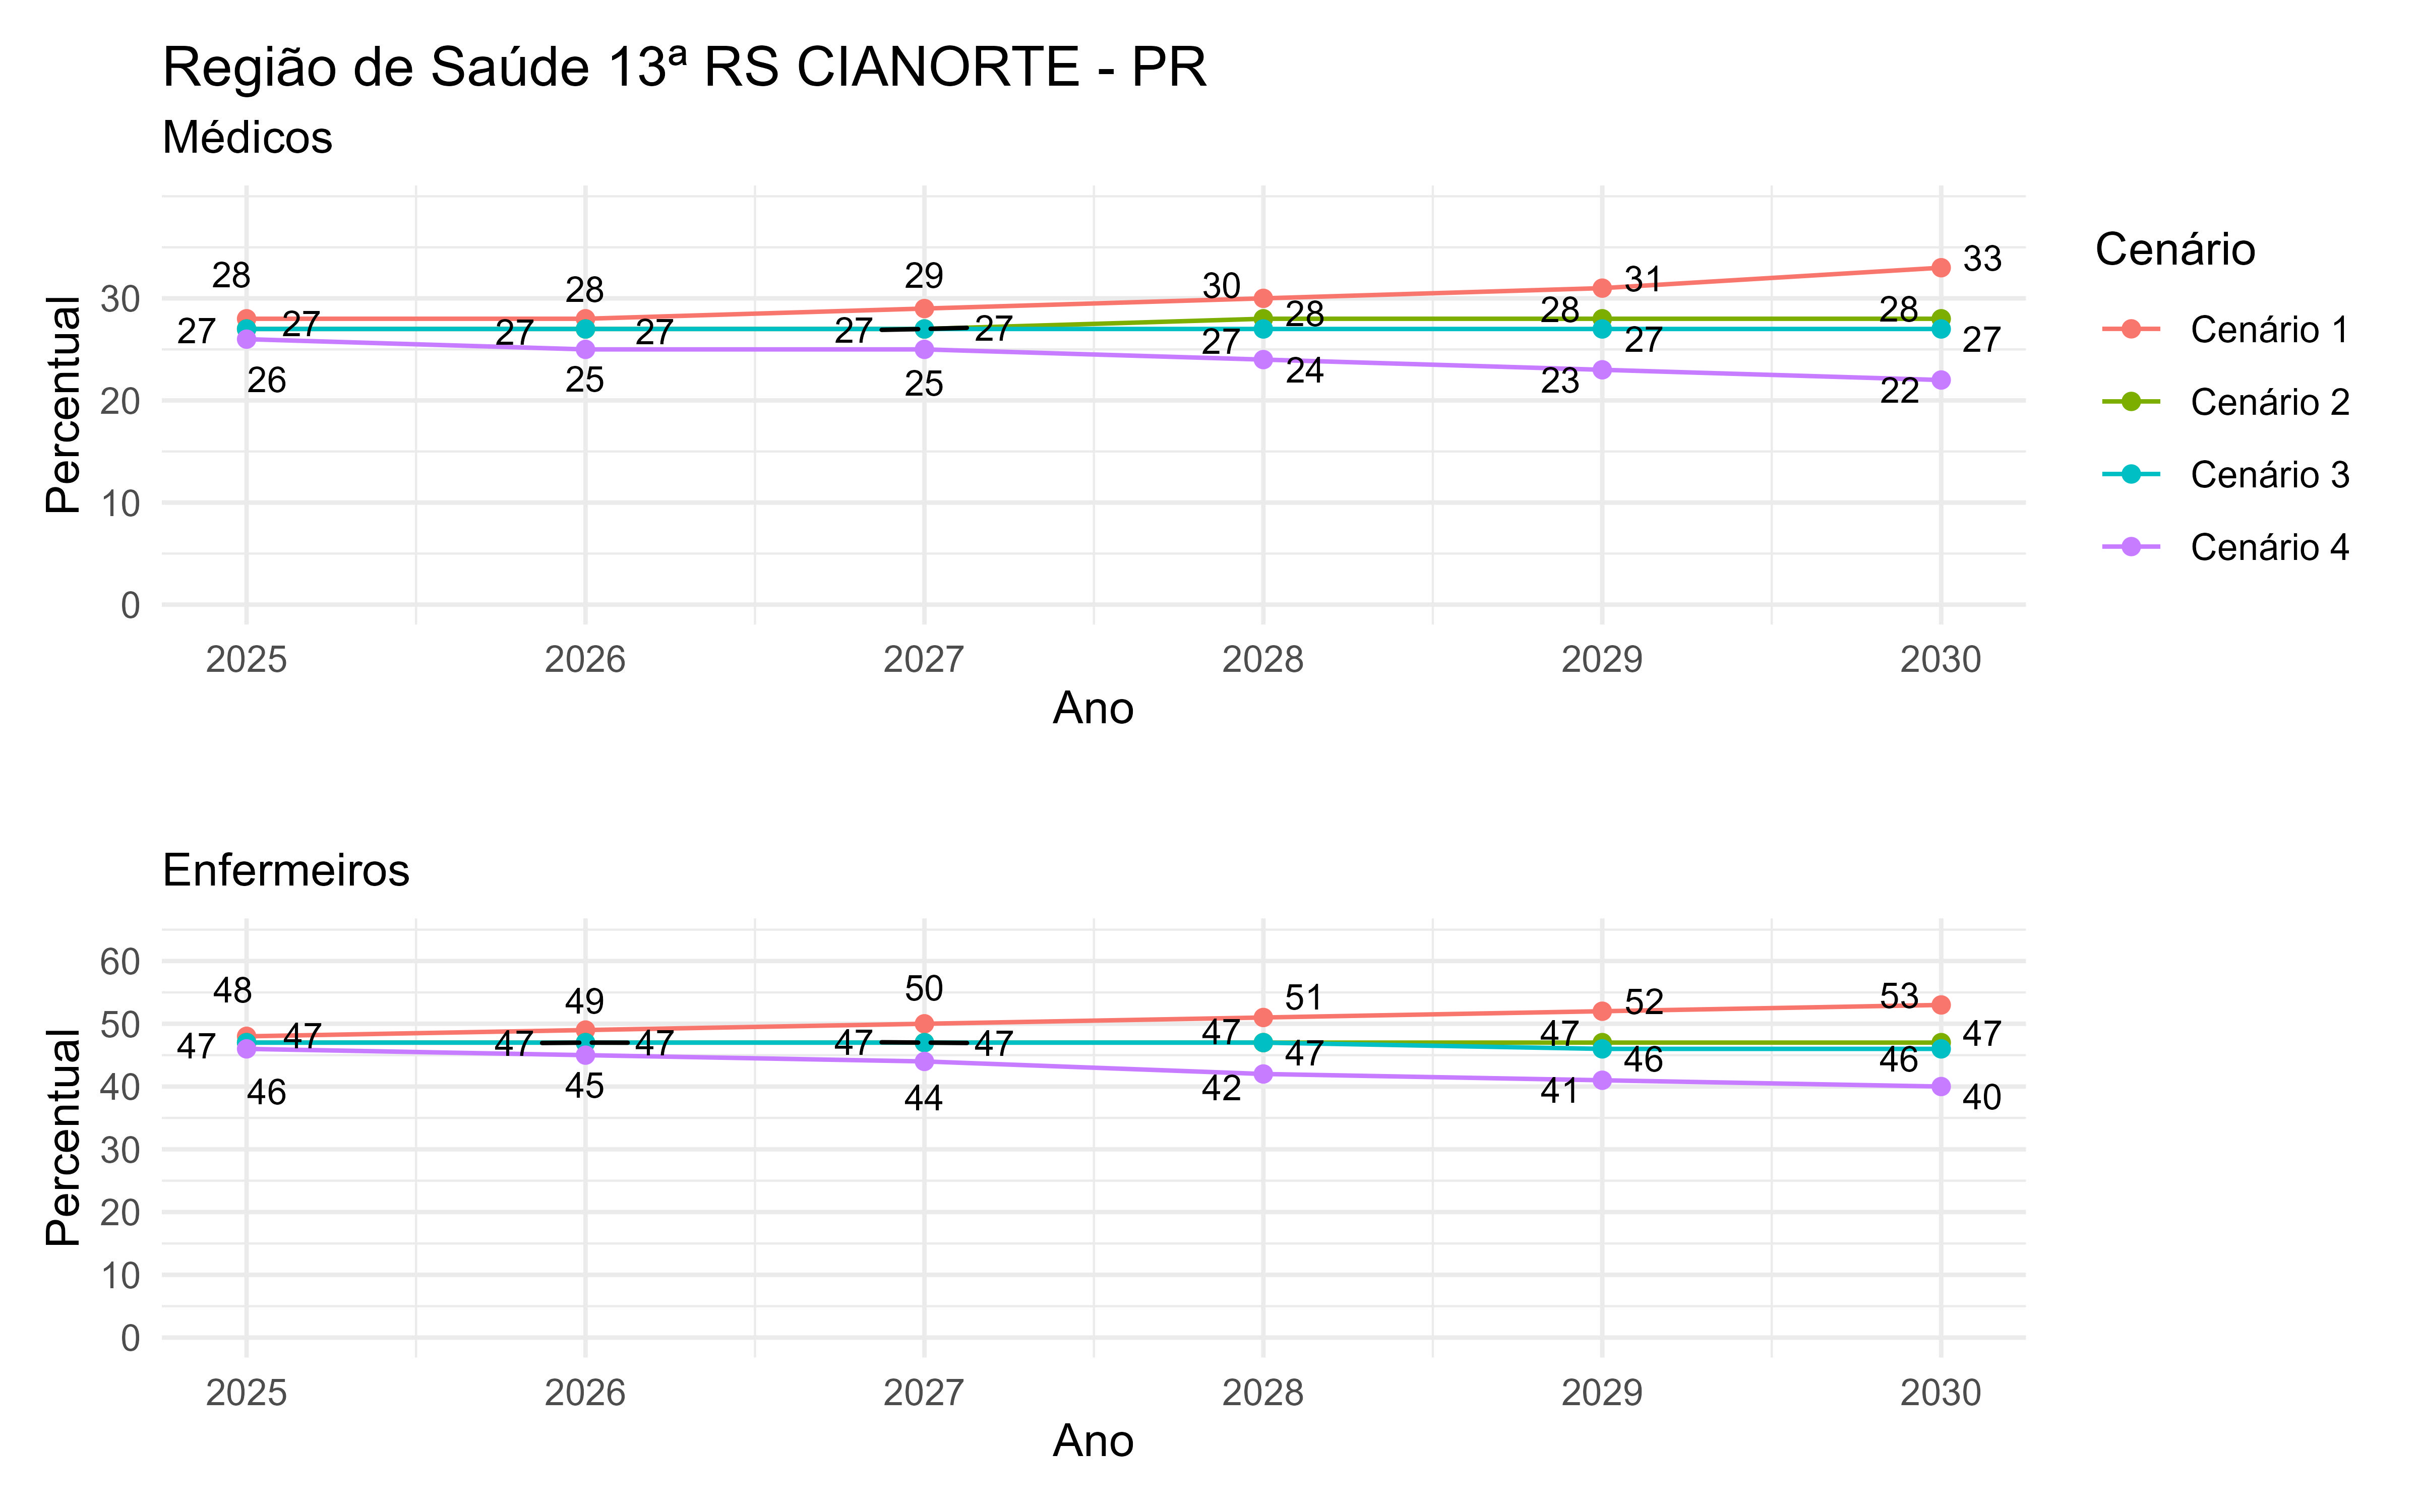 Região de Saúde 13ª RS CIANORTE - PR
Médicos
Percentual
30
20
10
0
28 28 29 30 31 33
27 27 27 27 27 27 28 28 28
27 27 27
26 25 25 24 23 22
2025 2026 2027 2028 2029 2030
Ano
Cenário
Cenário 1
Cenário 2
Cenário 3
Cenário 4
Enfermeiros
Percentual
60
50
40
30
20
10
0
48 49 50 51 52 53
47 47 47 47 47 47 47 47 47
47 46 46
46 45 44 42 41 40
2025 2026 2027 2028 2029 2030
Ano